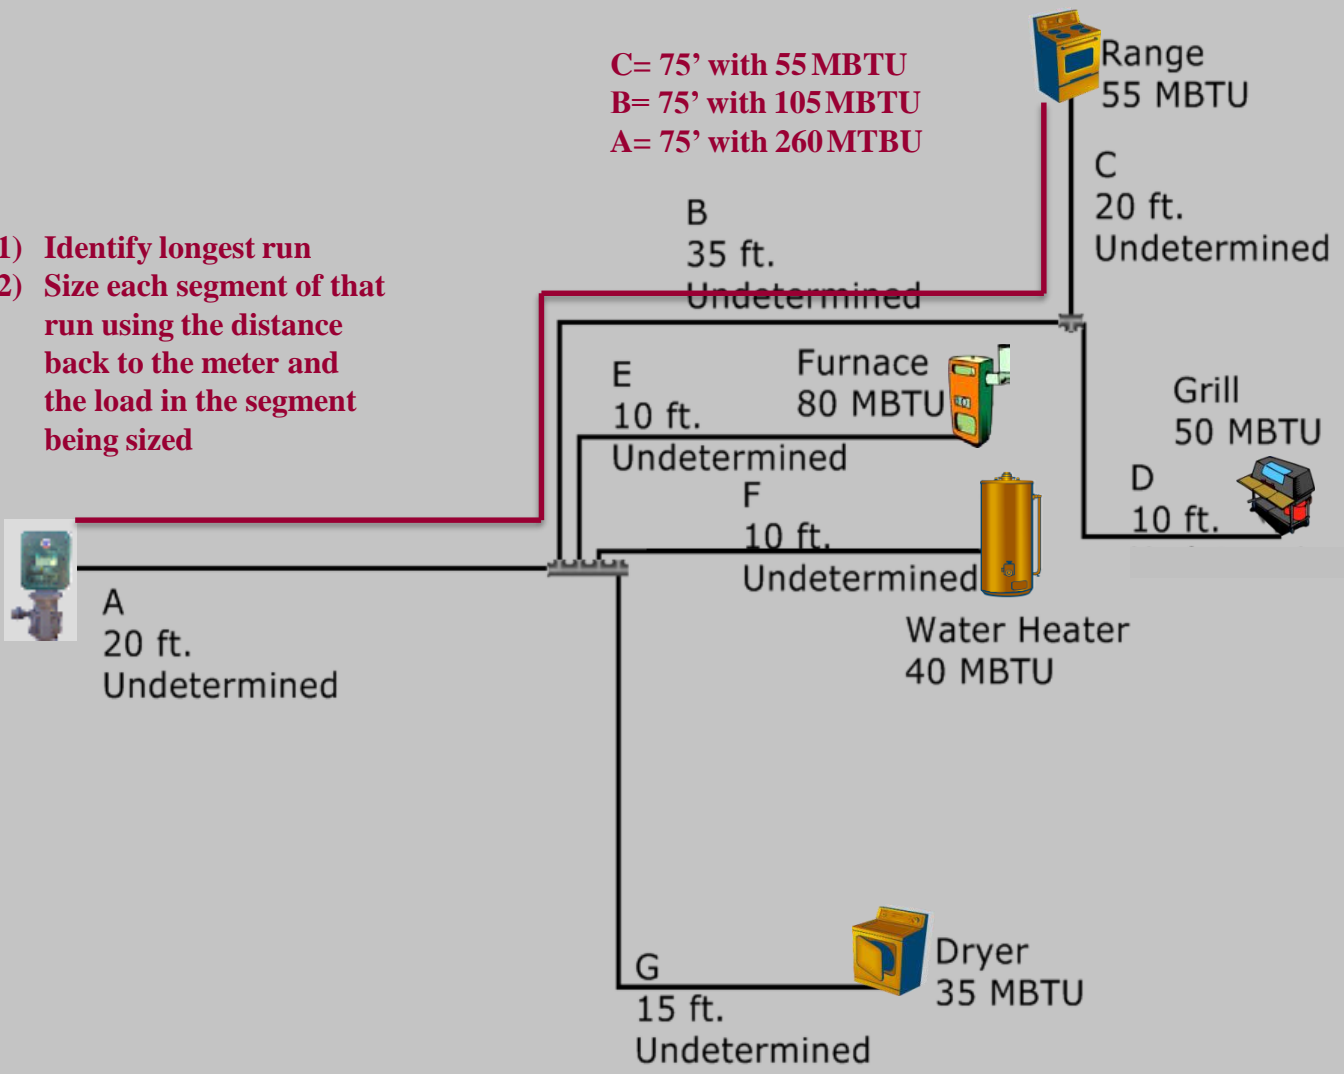 C= 75’ with 55 MBTU
B= 75’ with 105 MBTU
A= 75’ with 260 MTBU
Range
55 MBTU
C
20 ft.
Undetermined
B
35 ft.
Undetermined
1) Identify longest run
2) Size each segment of that
run using the distance
back to the meter and
the load in the segment
being sized
E
10 ft.
Undetermined
Furnace
80 MBTU
Grill
50 MBTU
D
10 ft.
F
10 ft.
Undetermined
Water Heater
40 MBTU
A
20 ft.
Undetermined
Dryer
35 MBTU
G
15 ft.
Undetermined